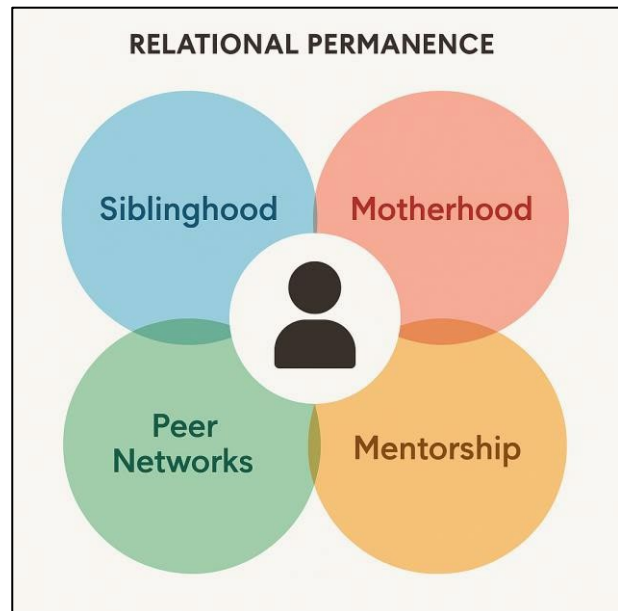 RELATIONAL PERMANENCE
Siblinghood
Motherhood
Peer
Networks
Mentorship